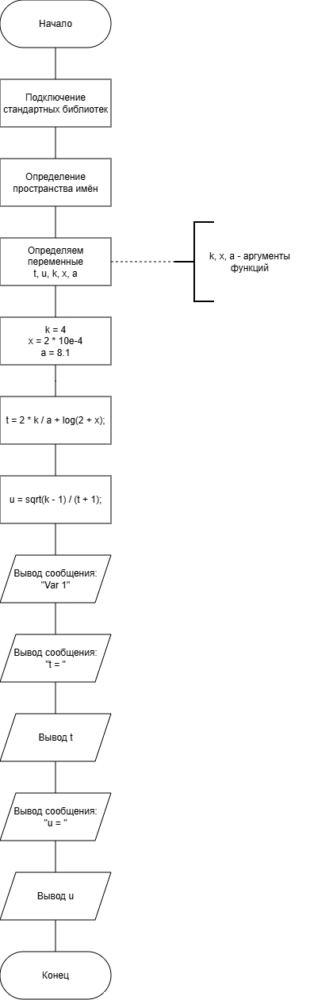 Начало
Подключение
стандартных библиотек
Определение
пространства имён
Определяем
переменные
t, u, k, x, a
k, x, a - аргументы
функций
k = 4
x = 2 * 10e-4
a = 8.1
t = 2 * k / a + log(2 + x);
u = sqrt(k - 1) / (t + 1);
Вывод сообщения:
"Var 1"
Вывод сообщения:
"t = "
Вывод t
Вывод сообщения:
"u = "
Вывод u
Конец